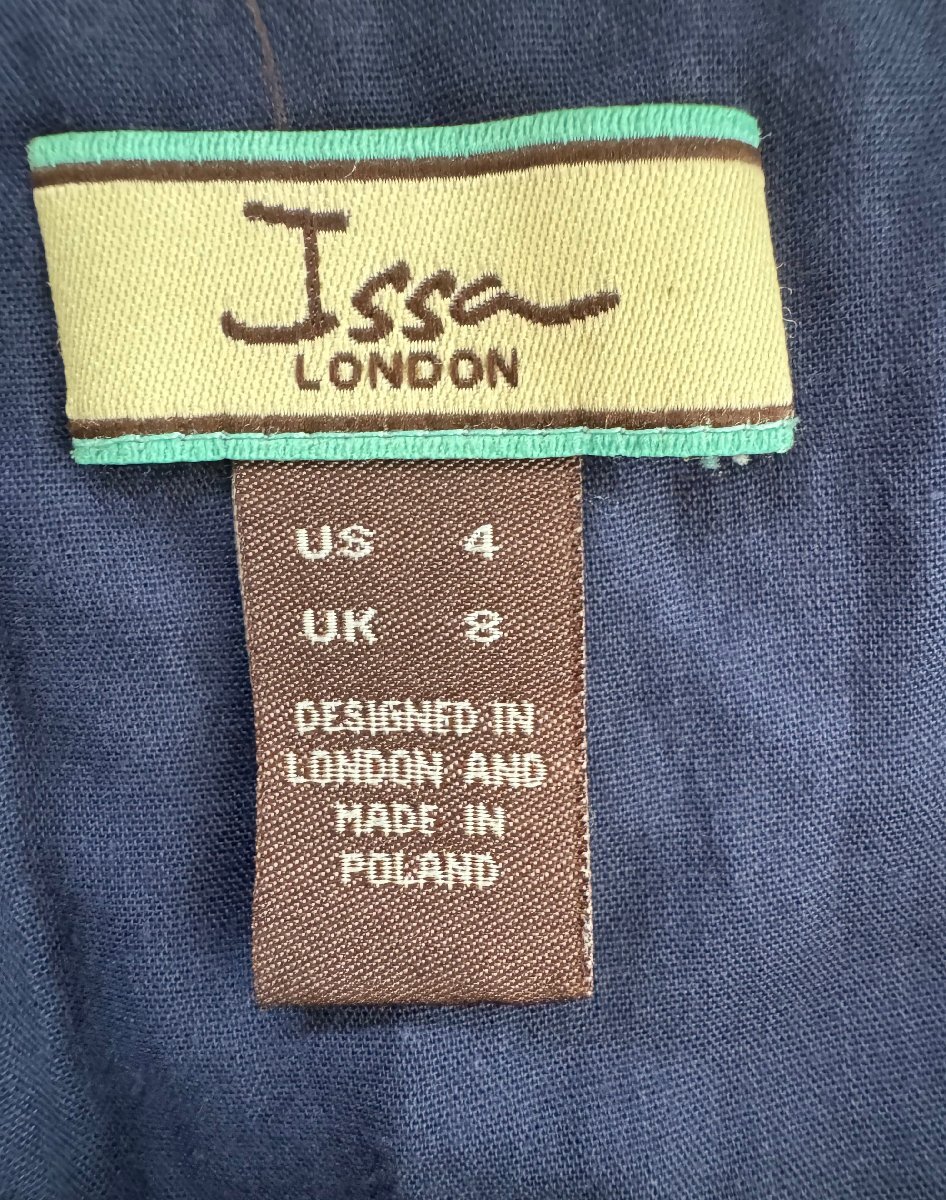 Issa
LONDON
US 4
UK 8
DESIGNED IN
LONDON AND
MADE IN
POLAND